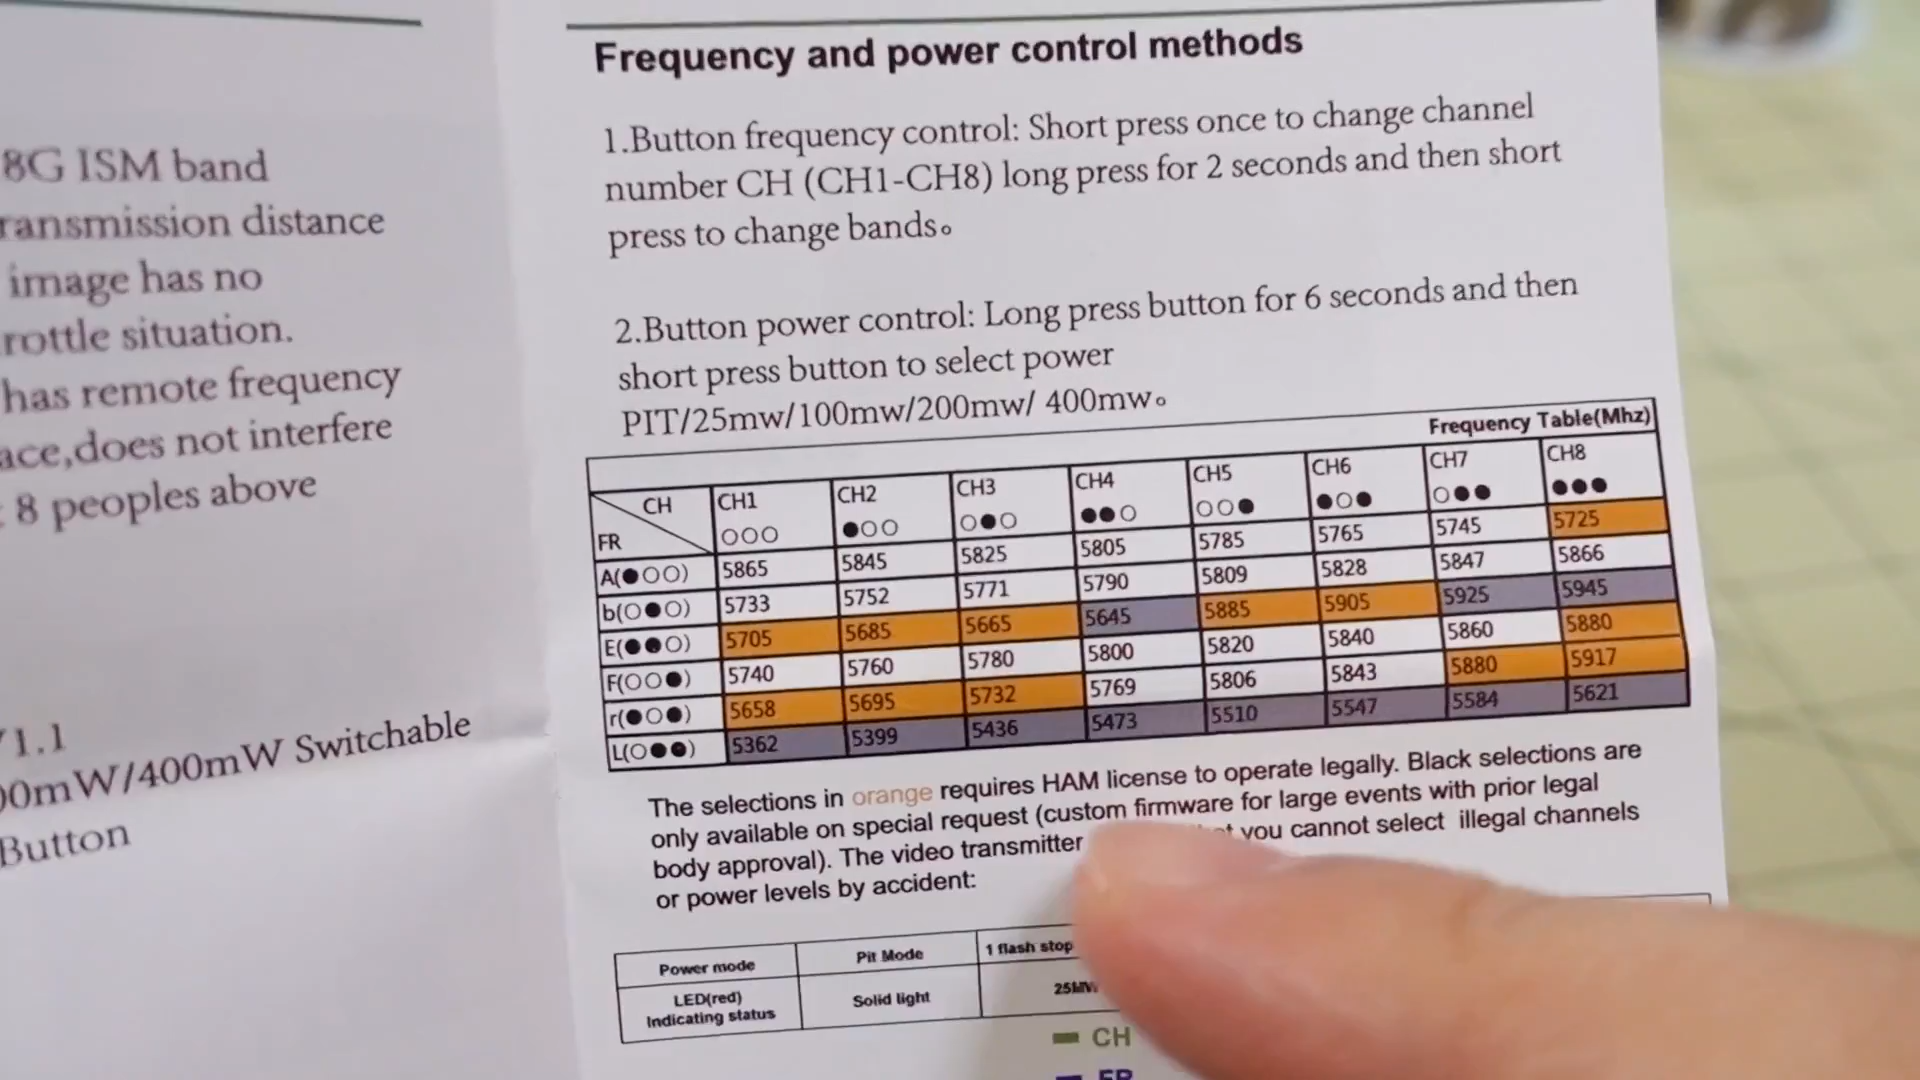 8G ISM band
ransmission distance
image has no
rottle situation.
has remote frequency
ace,does not interfere
8 peoples above
1.1
00mW/400mW Switchable
Button
Frequency and power control methods
1.Button frequency control: Short press once to change channel
number CH (CH1-CH8) long press for 2 seconds and then short
press to change bands。
2.Button power control: Long press button for 6 seconds and then
short press button to select power
PIT/25mw/100mw/200mw/ 400mw。
Frequency Table(Mhz)
CH CH1 CH2 CH3 CH4 CH5 CH6 CH7 CH8
FR ○○○ ●○○ ○●○ ●●○ ○○● ●○● ○●● ●●●
A(●○○) 5865 5845 5825 5805 5785 5765 5745 5725
b(○●○) 5733 5752 5771 5790 5809 5828 5847 5866
E(●●○) 5705 5685 5665 5645 5885 5905 5925 5945
F(○○●) 5740 5760 5780 5800 5820 5840 5860 5880
r(●○●) 5658 5695 5732 5769 5806 5843 5880 5917
L(○●●) 5362 5399 5436 5473 5510 5547 5584 5621
The selections in orange requires HAM license to operate legally. Black selections are
only available on special request (custom firmware for large events with prior legal
body approval). The video transmitter you cannot select illegal channels
or power levels by accident:
Power mode Pit Mode 1 flash stop
LED(red) Solid light 25MW
Indicating status
CH
FR